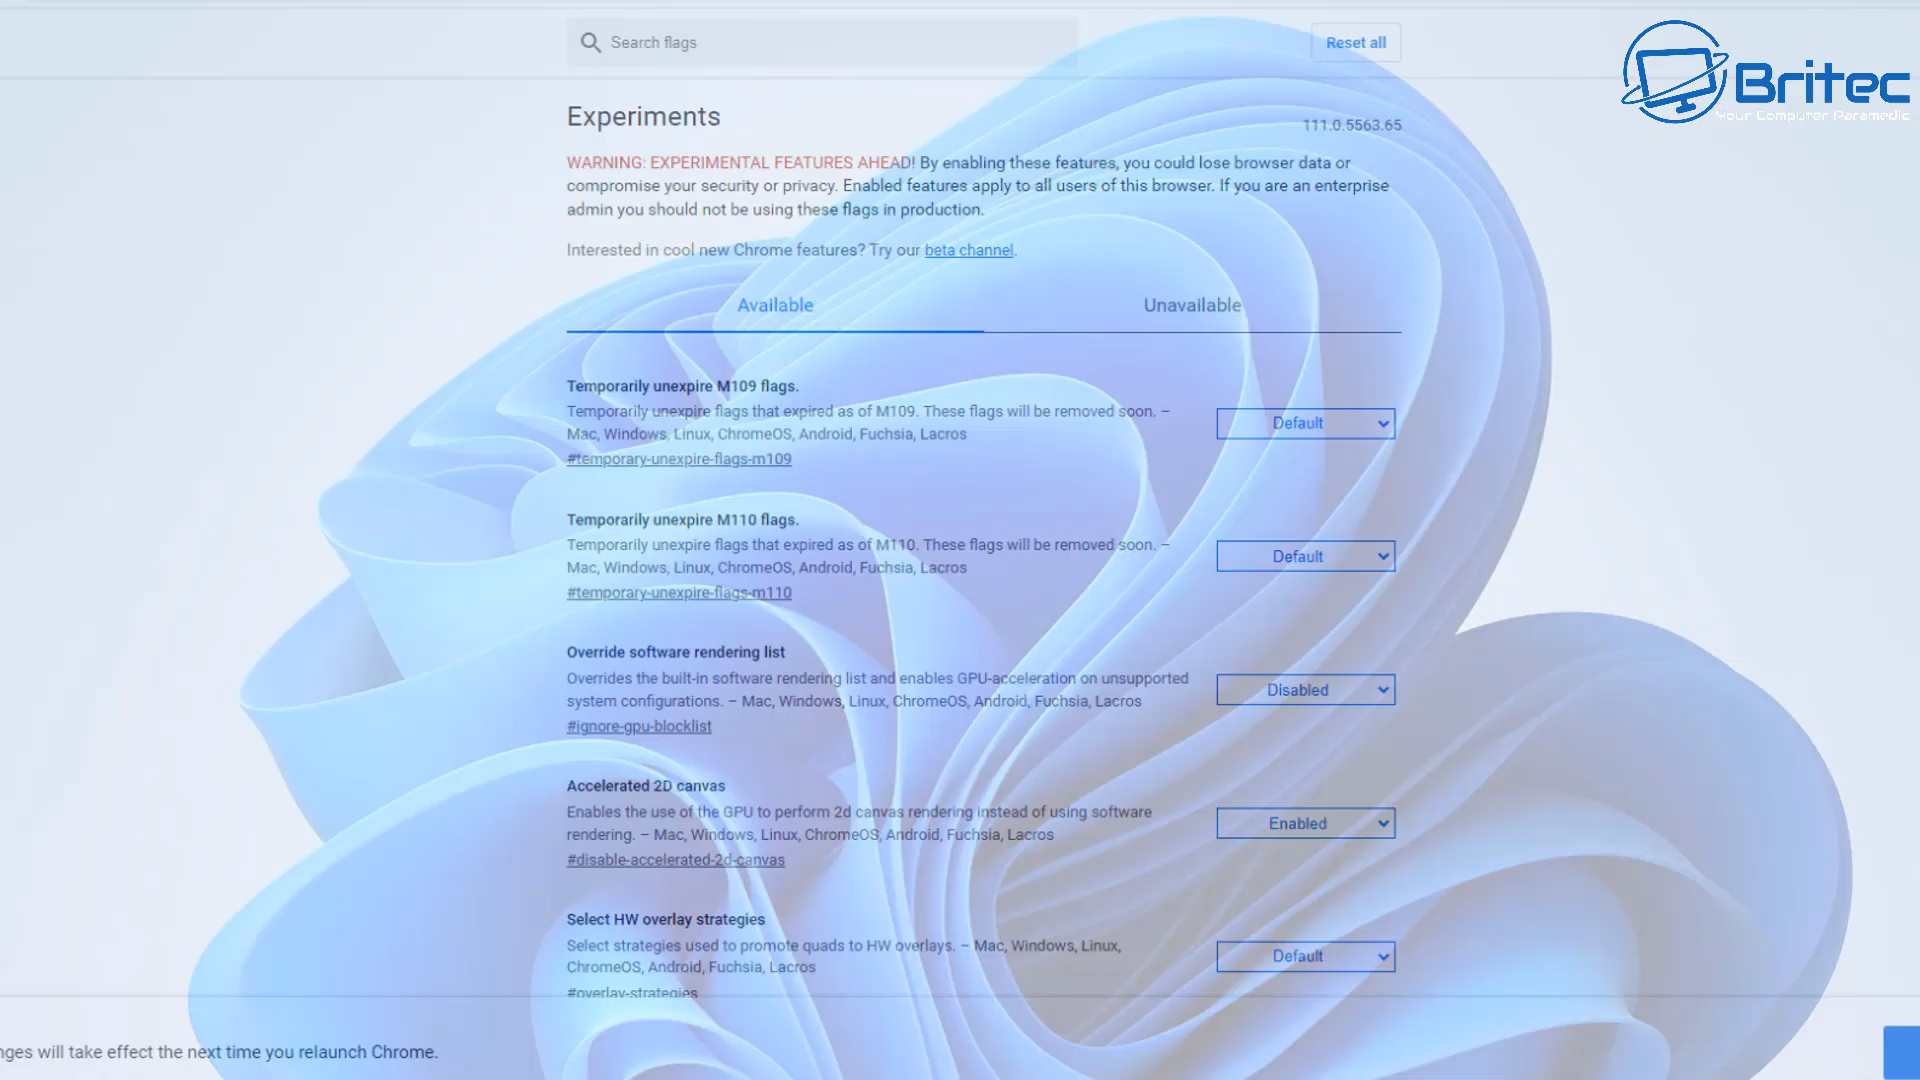 Search flags
Reset all
Britec
Your Computer Paramedic
Experiments
111.0.5563.65
WARNING: EXPERIMENTAL FEATURES AHEAD! By enabling these features, you could lose browser data or
compromise your security or privacy. Enabled features apply to all users of this browser. If you are an enterprise
admin you should not be using these flags in production.
Interested in cool new Chrome features? Try our beta channel.
Available
Unavailable
Temporarily unexpire M109 flags.
Temporarily unexpire flags that expired as of M109. These flags will be removed soon. –
Mac, Windows, Linux, ChromeOS, Android, Fuchsia, Lacros
#temporary-unexpire-flags-m109
Default
Temporarily unexpire M110 flags.
Temporarily unexpire flags that expired as of M110. These flags will be removed soon. –
Mac, Windows, Linux, ChromeOS, Android, Fuchsia, Lacros
#temporary-unexpire-flags-m110
Default
Override software rendering list
Overrides the built-in software rendering list and enables GPU-acceleration on unsupported
system configurations. – Mac, Windows, Linux, ChromeOS, Android, Fuchsia, Lacros
#ignore-gpu-blocklist
Disabled
Accelerated 2D canvas
Enables the use of the GPU to perform 2d canvas rendering instead of using software
rendering. – Mac, Windows, Linux, ChromeOS, Android, Fuchsia, Lacros
#disable-accelerated-2d-canvas
Enabled
Select HW overlay strategies
Select strategies used to promote quads to HW overlays. – Mac, Windows, Linux,
ChromeOS, Android, Fuchsia, Lacros
#overlay-strategies
Default
nges will take effect the next time you relaunch Chrome.